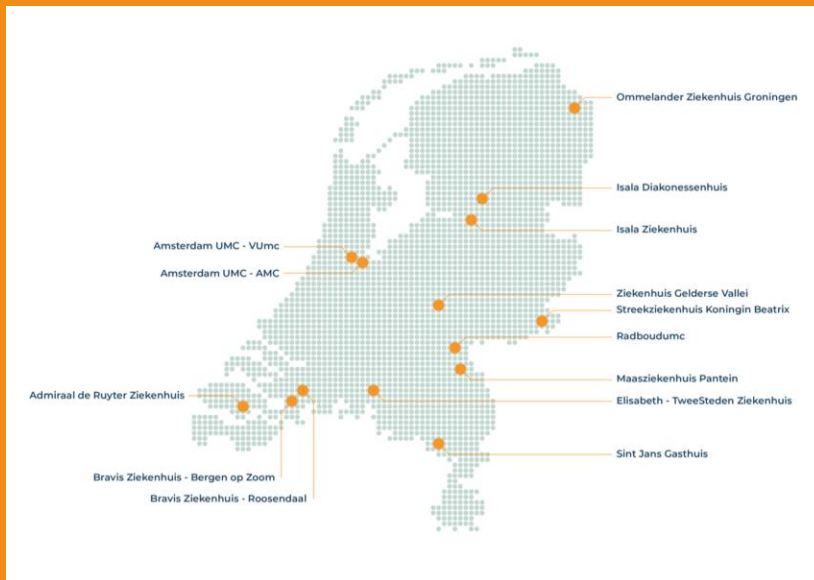 Ommelander Ziekenhuis Groningen
Isala Diakonessenhuis
Isala Ziekenhuis
Amsterdam UMC - VUmc
Amsterdam UMC - AMC
Ziekenhuis Gelderse Vallei
Streekziekenhuis Koningin Beatrix
Radboudumc
Maasziekenhuis Pantein
Admiraal de Ruyter Ziekenhuis
Elisabeth - TweeSteden Ziekenhuis
Sint Jans Gasthuis
Bravis Ziekenhuis - Bergen op Zoom
Bravis Ziekenhuis - Roosendaal